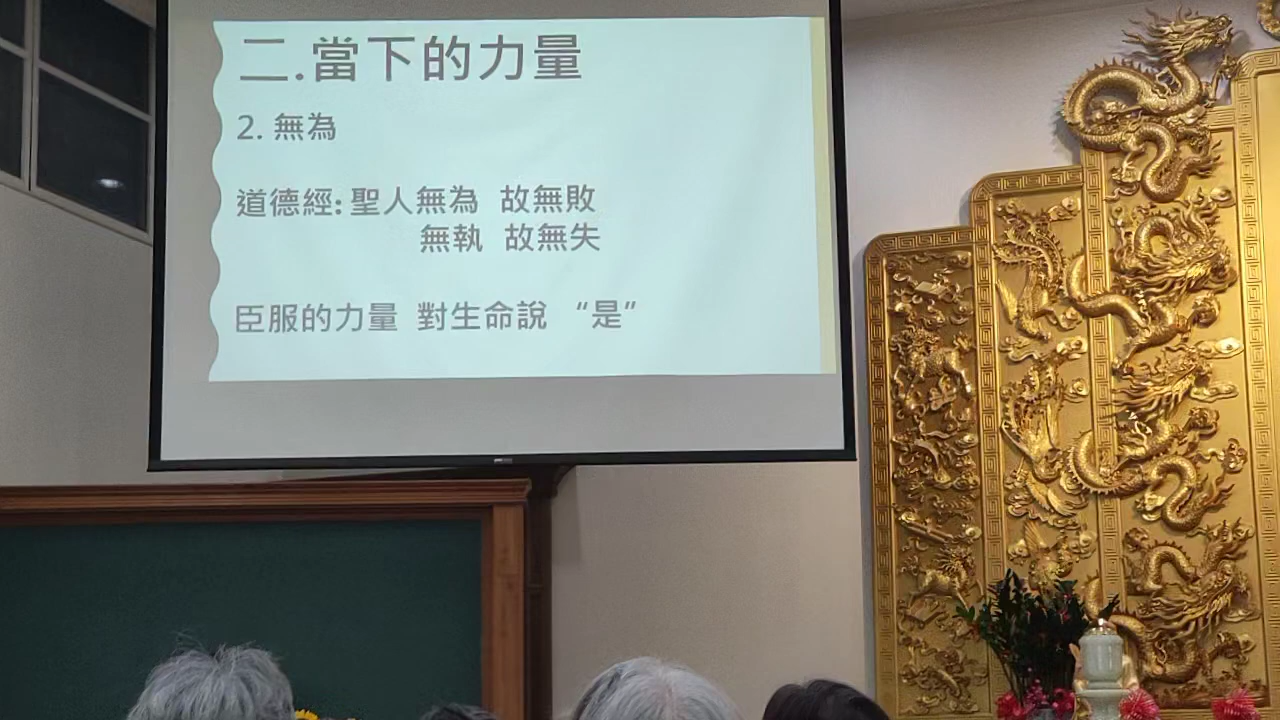 二.當下的力量
2. 無為
道德經:聖人無為 故無敗
無執 故無失
臣服的力量 對生命說 “是”